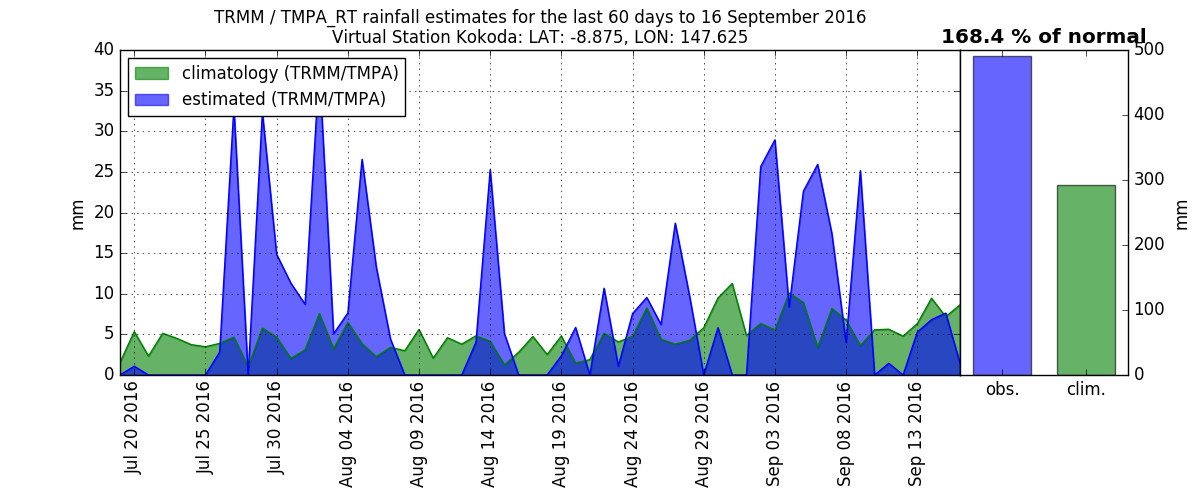 TRMM / TMPA_RT rainfall estimates for the last 60 days to 16 September 2016
Virtual Station Kokoda: LAT: -8.875, LON: 147.625
168.4 % of normal
climatology (TRMM/TMPA)
estimated (TRMM/TMPA)
40
35
30
25
20
15
10
5
0
mm
Jul 20 2016
Jul 25 2016
Jul 30 2016
Aug 04 2016
Aug 09 2016
Aug 14 2016
Aug 19 2016
Aug 24 2016
Aug 29 2016
Sep 03 2016
Sep 08 2016
Sep 13 2016
500
400
300
200
100
0
mm
obs.
clim.